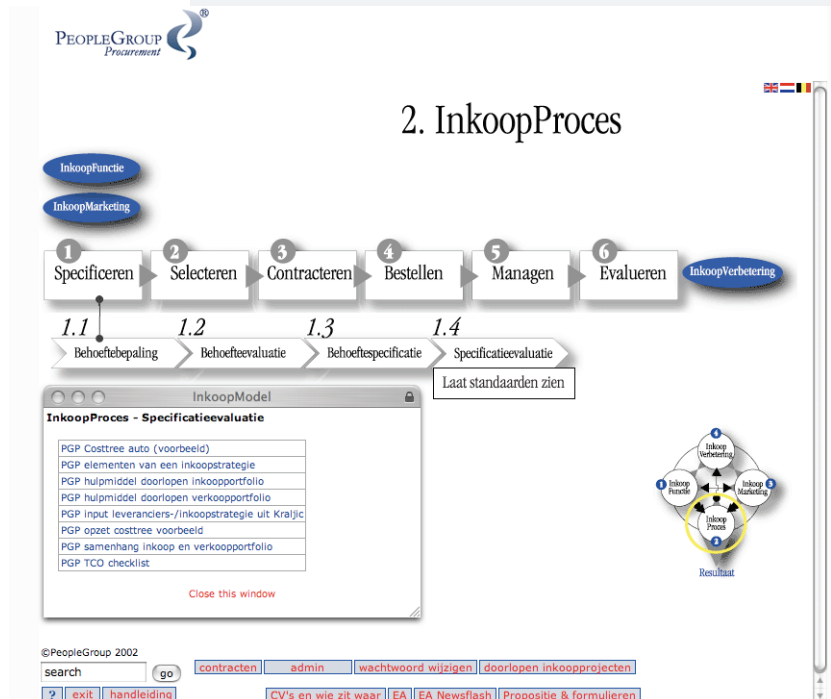 PEOPLEGROUP ®
Procurement
2. InkoopProces
InkoopFunctie
InkoopMarketing
1 2 3 4 5 6
Specificeren Selecteren Contracteren Bestellen Managen Evalueren InkoopVerbetering
1.1 1.2 1.3 1.4
Behoeftebepaling Behoefteevaluatie Behoeftespecificatie Specificatieevaluatie
Laat standaarden zien
InkoopModel
InkoopProces - Specificatieevaluatie
PGP Costtree auto (voorbeeld)
PGP elementen van een inkoopstrategie
PGP hulpmiddel doorlopen inkoopportfolio
PGP hulpmiddel doorlopen verkoopportfolio
PGP input leveranciers-/inkoopstrategie uit Kraljic
PGP opzet costtree voorbeeld
PGP samenhang inkoop en verkoopportfolio
PGP TCO checklist
Close this window
4
Inkoop
Verbetering
1 Inkoop
Functie
Inkoop 3
Marketing
Inkoop
Proces
2
Resultaat
©PeopleGroup 2002
search go contracten admin wachtwoord wijzigen doorlopen inkoopprojecten
? exit handleiding CV's en wie zit waar EA EA Newsflash Propositie & formulieren